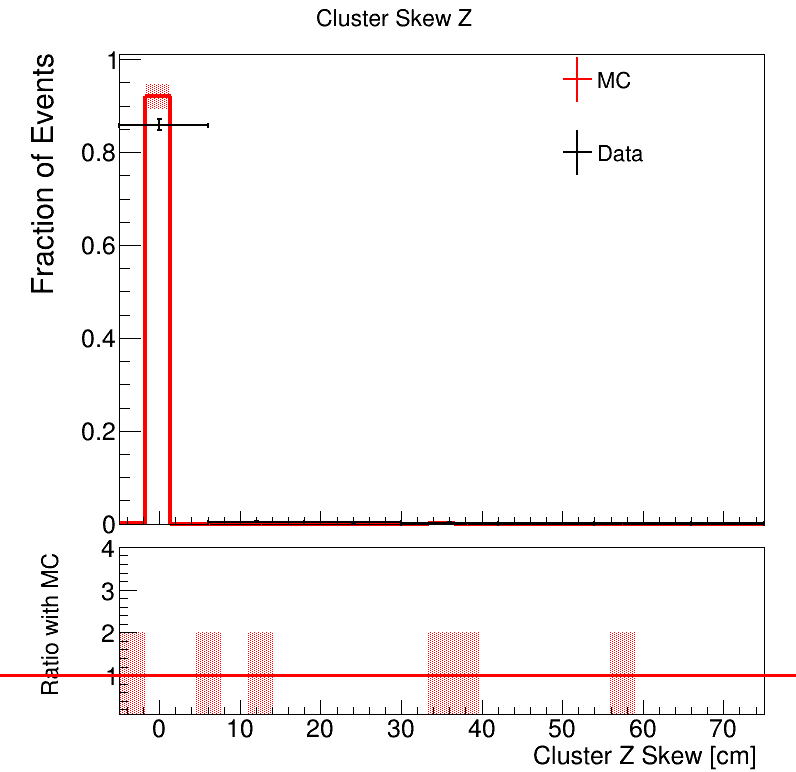 Cluster Skew Z
Fraction of Events
1
0.8
0.6
0.4
0.2
0
MC
Data
Ratio with MC
4
3
2
1
0 10 20 30 40 50 60 70
Cluster Z Skew [cm]